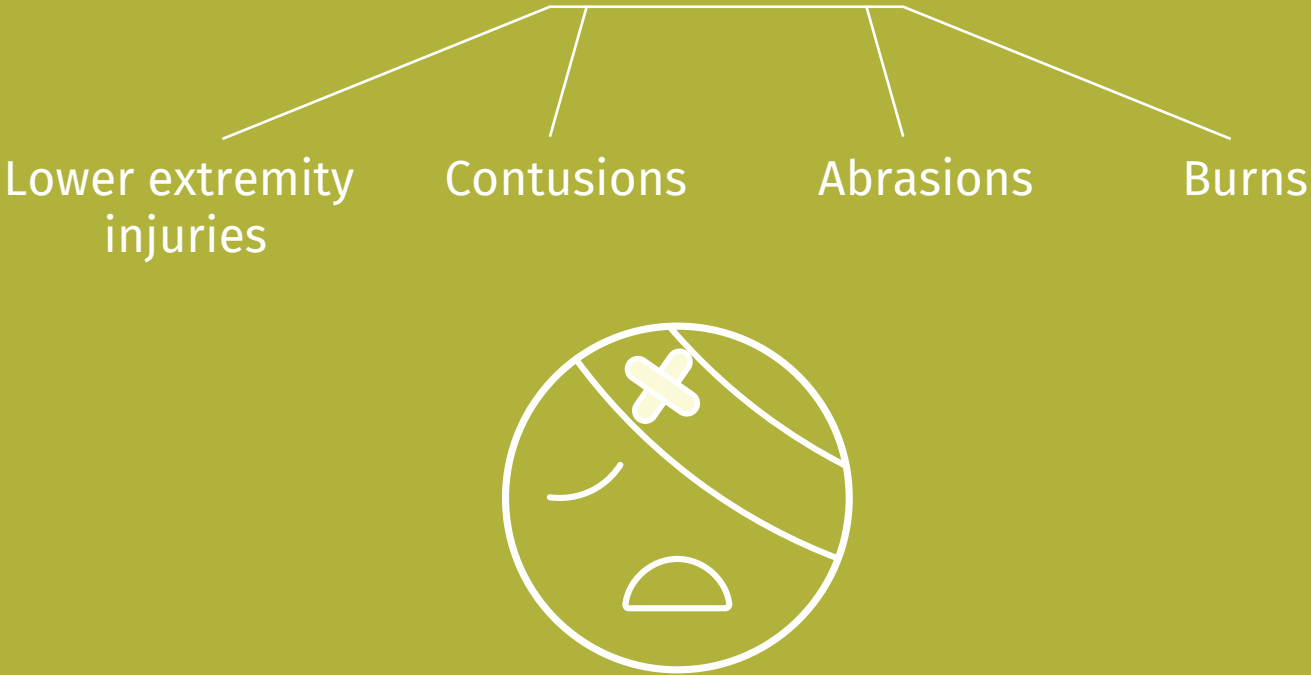 Lower extremity
injuries
Contusions
Abrasions
Burns